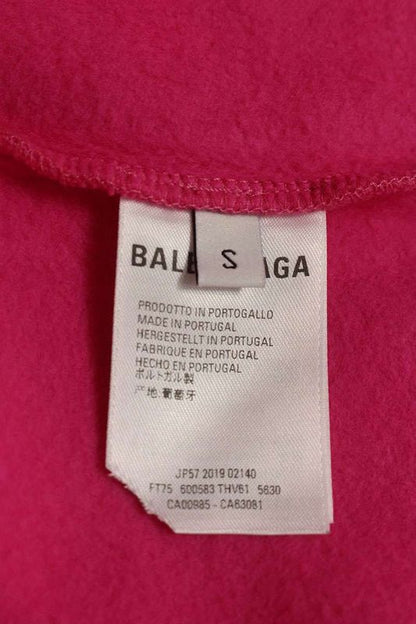 S
BALE AGA
PRODOTTO IN PORTOGALLO
MADE IN PORTUGAL
HERGESTELLT IN PORTUGAL
FABRIQUE EN PORTUGAL
HECHO EN PORTUGAL
ポルトガル製
产地:葡萄牙
JP57 2019 02140
FT75 600583 THV61 5630
CA00985 - CA63081